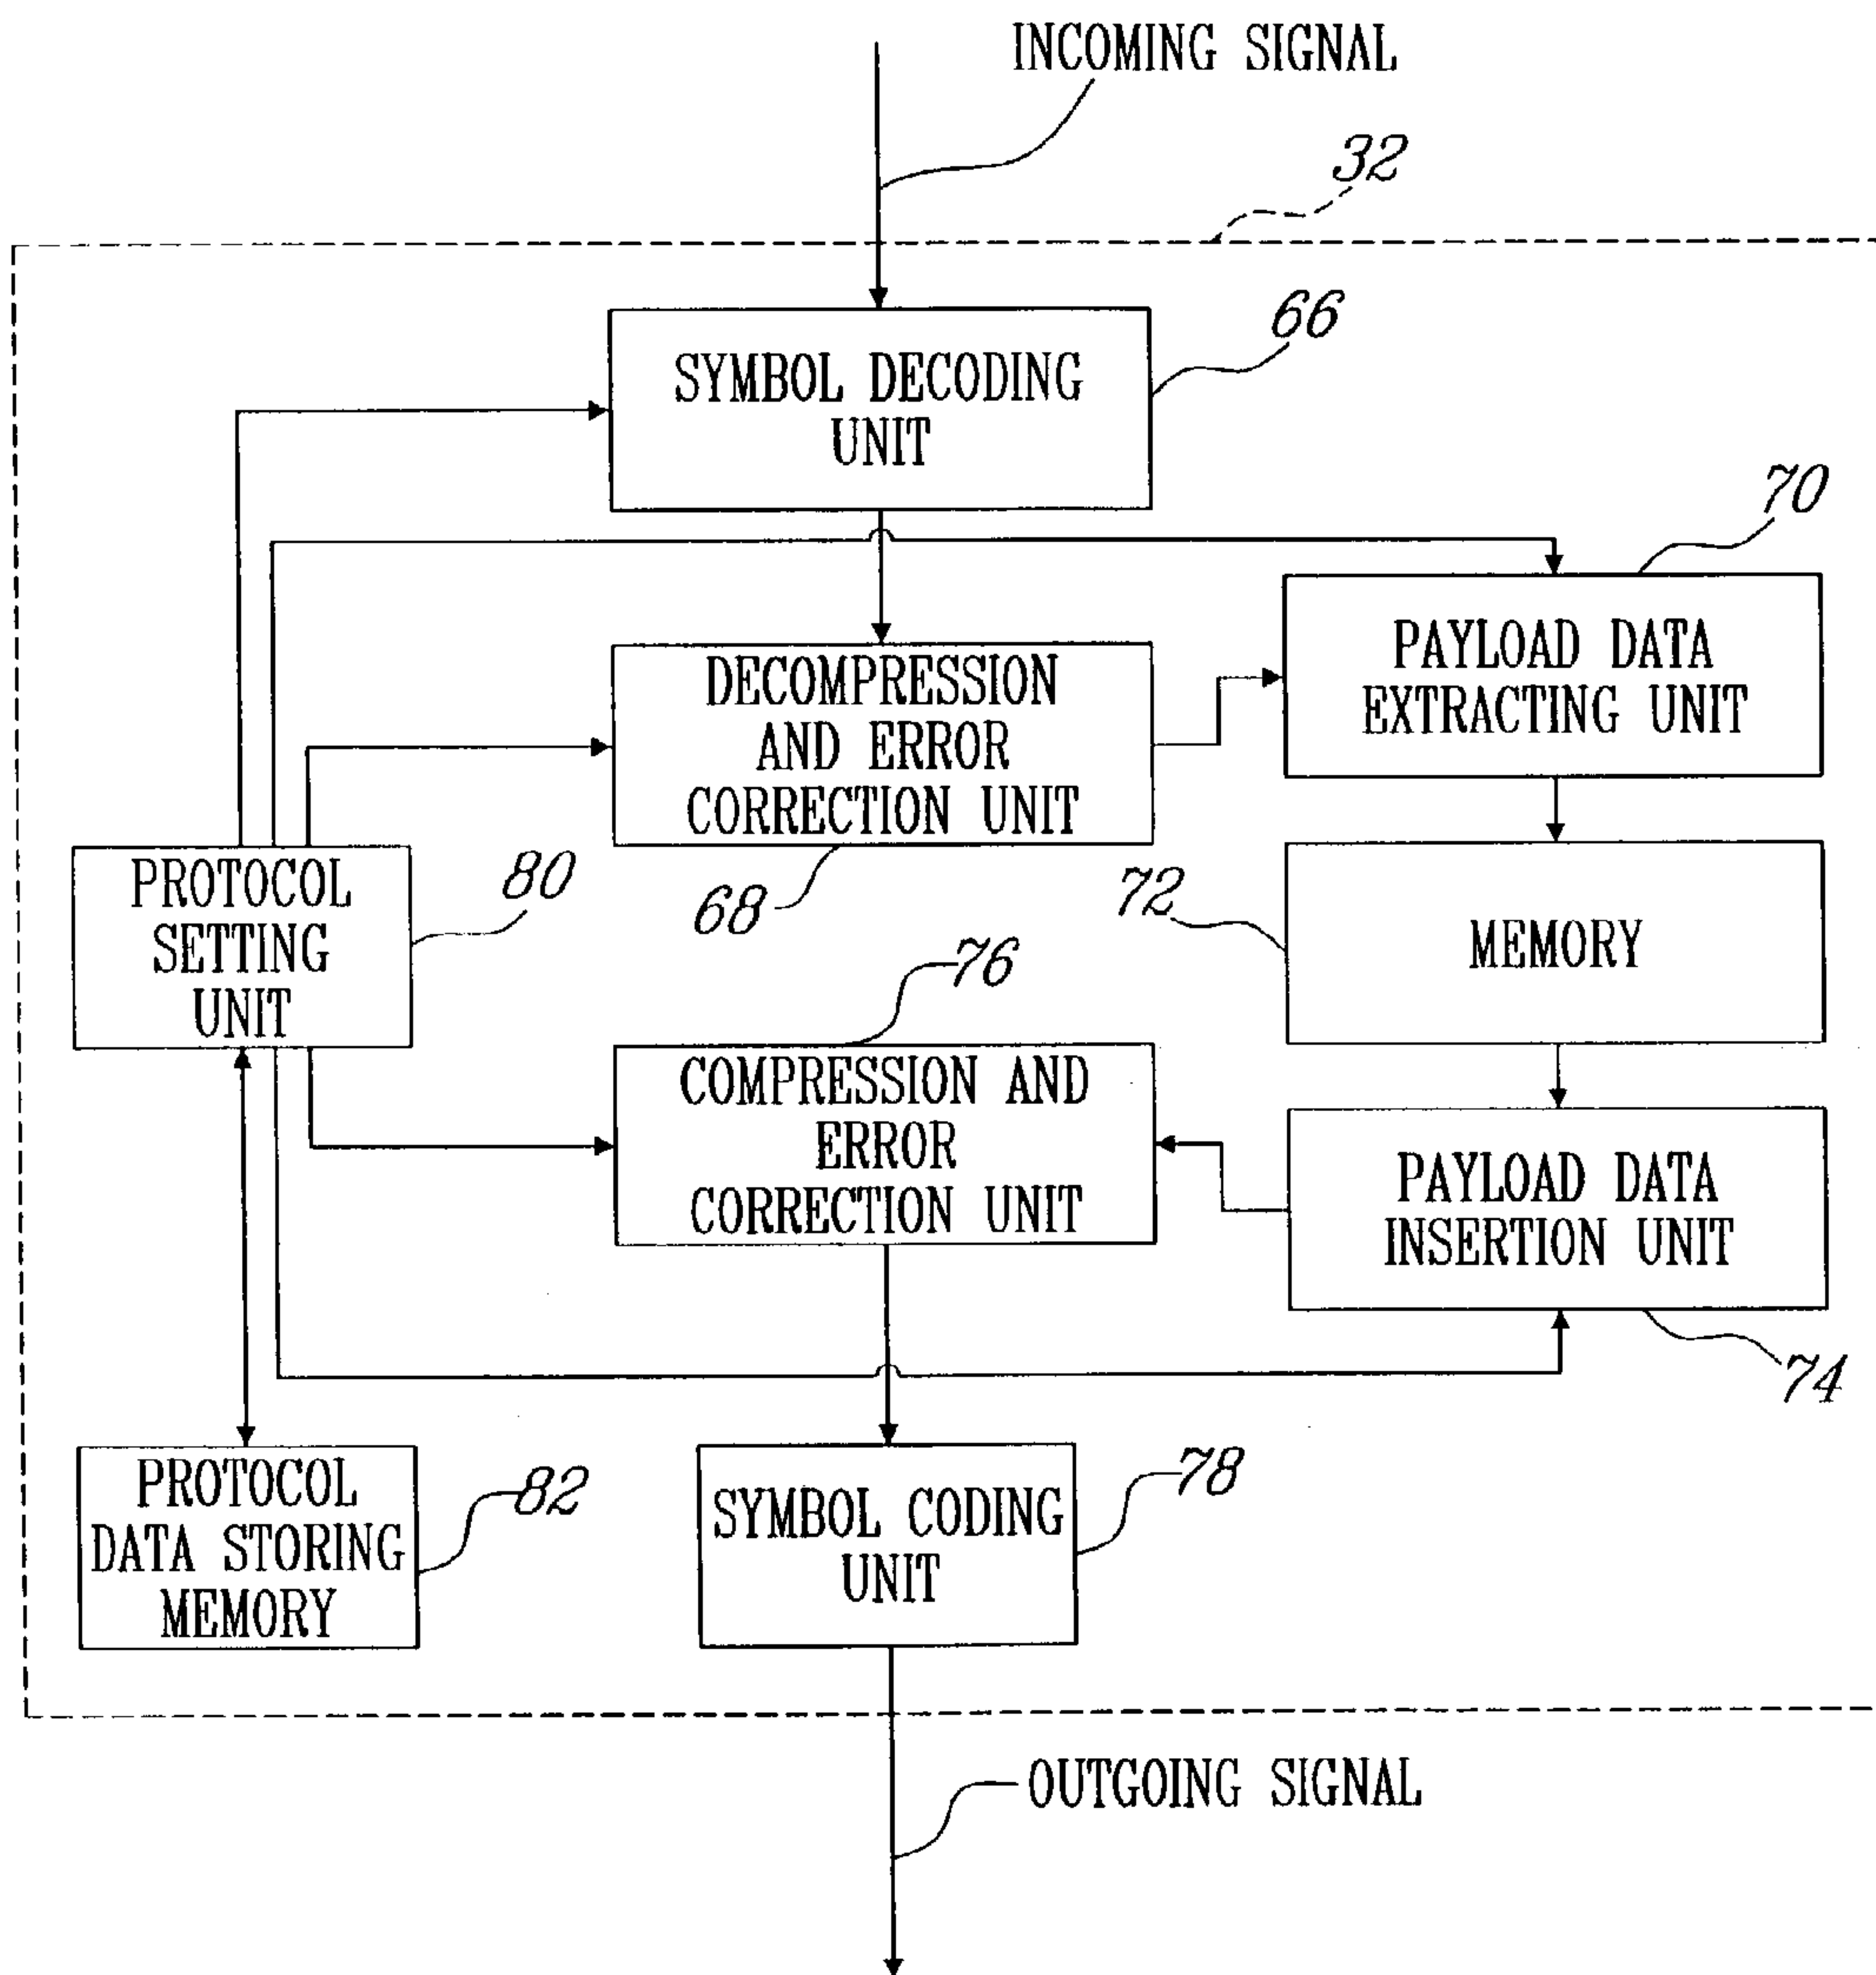 INCOMING SIGNAL
32
66
SYMBOL DECODING
UNIT
70
PAYLOAD DATA
EXTRACTING UNIT
DECOMPRESSION
AND ERROR
CORRECTION UNIT
68
PROTOCOL
SETTING
UNIT
80
72
MEMORY
76
COMPRESSION AND
ERROR
CORRECTION UNIT
PAYLOAD DATA
INSERTION UNIT
74
PROTOCOL
DATA STORING
MEMORY
82
SYMBOL CODING
UNIT
78
OUTGOING SIGNAL